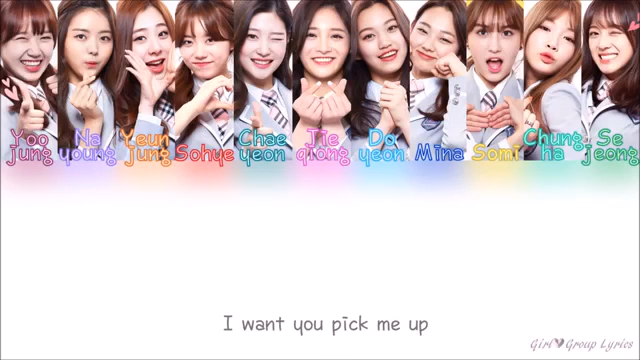 Yoo jung
Na young
Yeun jung
Sohye
Chae yeon
Jie qiong
Do yeon
Mina
Somi
Chung ha
Se jeong
I want you pick me up
Girl Group Lyrics